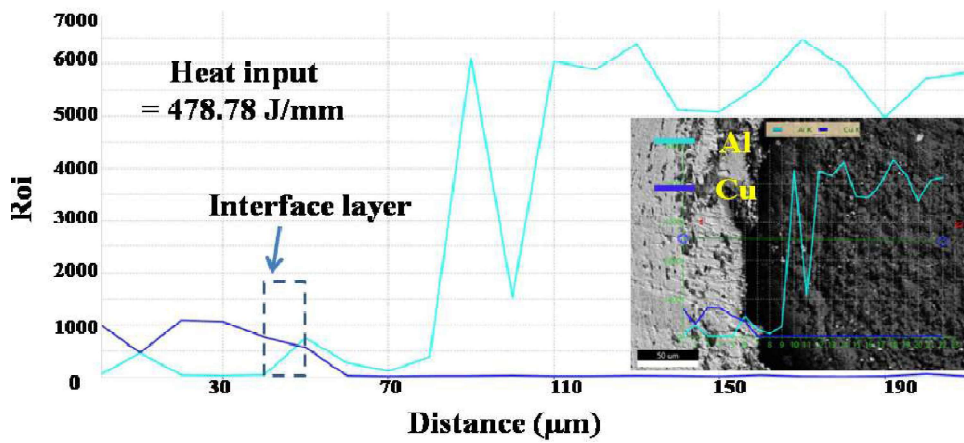 7000
6000
5000
4000
3000
2000
1000
0
Roi
Heat input
= 478.78 J/mm
Interface layer
Al
Cu
50 um
30
70
110
150
190
Distance (μm)